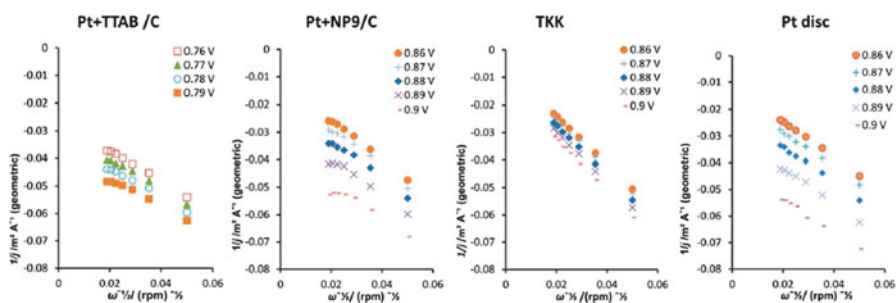 Pt+TTAB /C
Pt+NP9/C
TKK
Pt disc
0
-0.01
-0.02
-0.03
-0.04
-0.05
-0.06
-0.07
-0.08
1/j /m² A⁻¹ (geometric)
0.76 V
0.77 V
0.78 V
0.79 V
0.00
0.02
0.04
0.06
ω⁻¹/₂/ (rpm) ⁻½
0
-0.01
-0.02
-0.03
-0.04
-0.05
-0.06
-0.07
-0.08
1/j /m² A⁻¹ (geometric)
0.86 V
0.87 V
0.88 V
0.89 V
0.9 V
0.00
0.02
0.04
0.06
ω⁻½/ (rpm) ⁻½
0
-0.01
-0.02
-0.03
-0.04
-0.05
-0.06
-0.07
-0.08
1/j /m² A⁻¹ (geometric)
0.86 V
0.87 V
0.88 V
0.89 V
0.9 V
0.00
0.02
0.04
0.06
ω⁻½ /(rpm) ⁻½
0
-0.01
-0.02
-0.03
-0.04
-0.05
-0.06
-0.07
-0.08
1/j /m² A⁻¹ (geometric)
0.86 V
0.87 V
0.88 V
0.89 V
0.9 V
0.00
0.02
0.04
0.06
ω⁻½/ (rpm) ⁻½